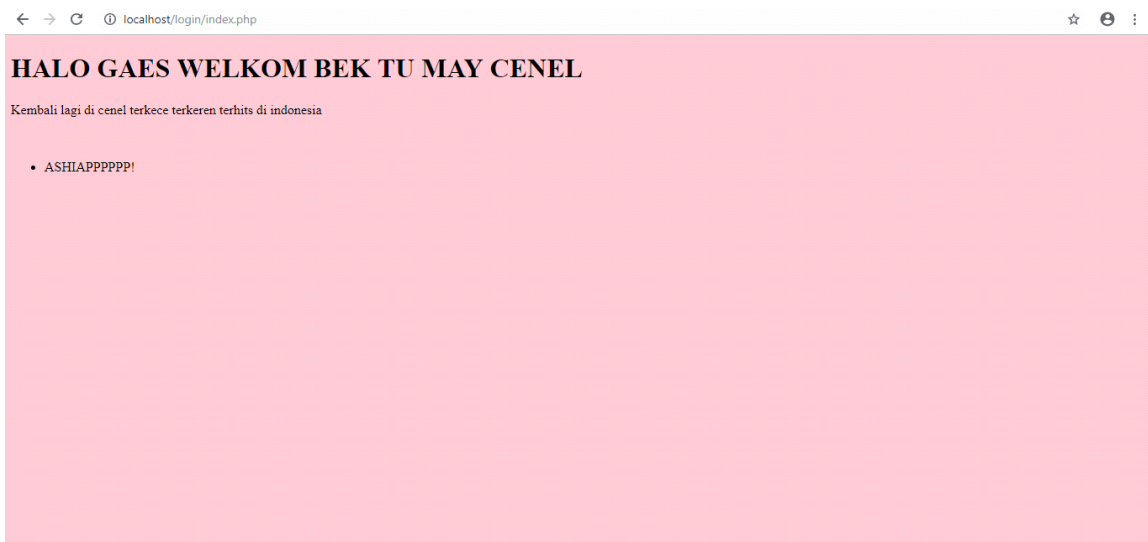 localhost/login/index.php
HALO GAES WELKOM BEK TU MAY CENEL
Kembali lagi di cenel terkece terkeren terhits di indonesia
ASHIAPPPPPP!